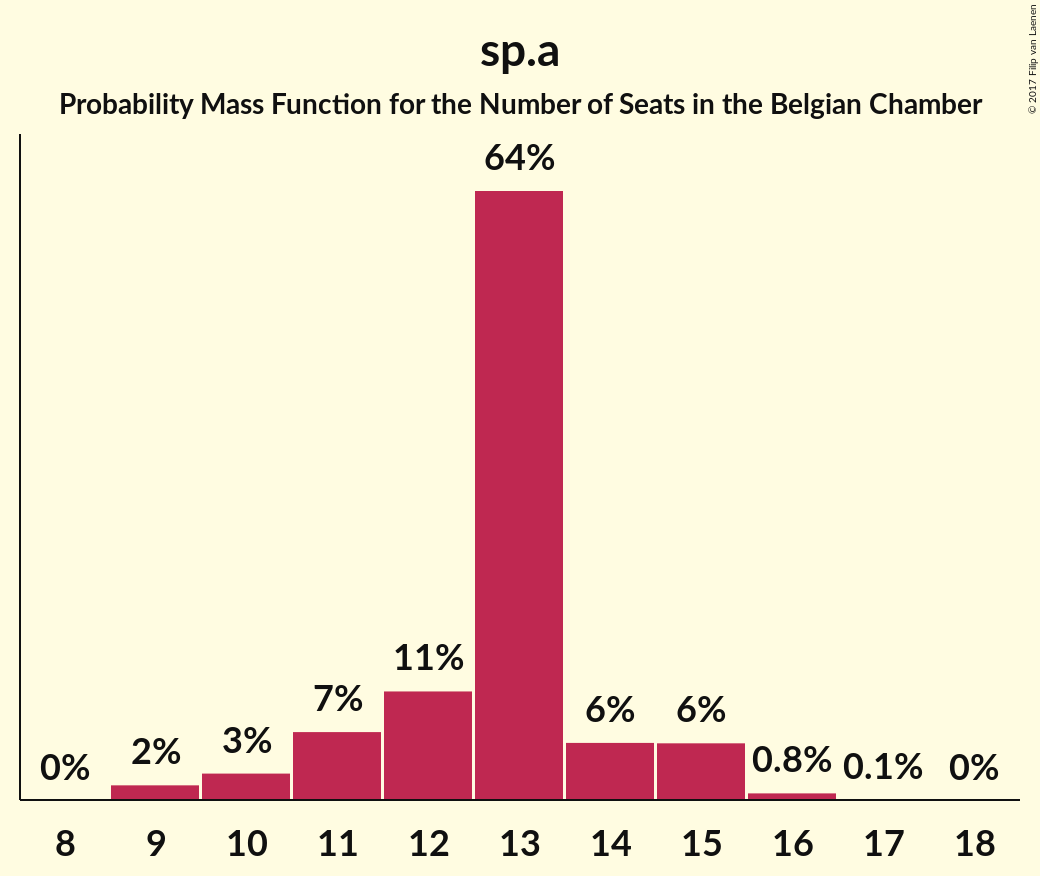 sp.a
Probability Mass Function for the Number of Seats in the Belgian Chamber
© 2017 Filip van Laenen
64%
11%
7%
6%
6%
3%
2%
0.8%
0.1%
0%
0%
8 9 10 11 12 13 14 15 16 17 18